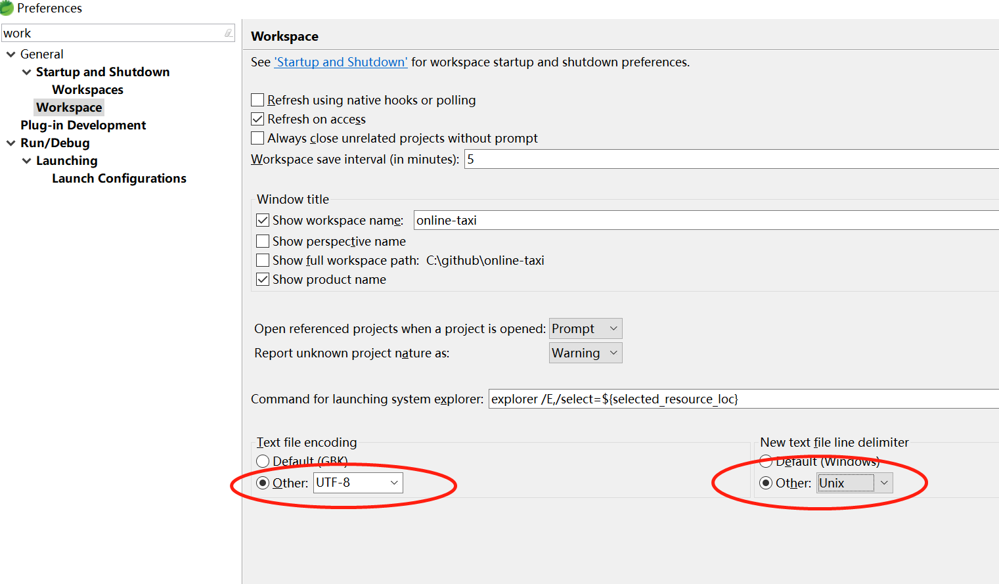 Preferences
work
General
Startup and Shutdown
Workspaces
Workspace
Plug-in Development
Run/Debug
Launching
Launch Configurations
Workspace
See 'Startup and Shutdown' for workspace startup and shutdown preferences.
Refresh using native hooks or polling
Refresh on access
Always close unrelated projects without prompt
Workspace save interval (in minutes): 5
Window title
Show workspace name: online-taxi
Show perspective name
Show full workspace path: C:\github\online-taxi
Show product name
Open referenced projects when a project is opened: Prompt
Report unknown project nature as: Warning
Command for launching system explorer: explorer /E,/select=${selected_resource_loc}
Text file encoding
Default (GBK)
Other: UTF-8
New text file line delimiter
Default (Windows)
Other: Unix